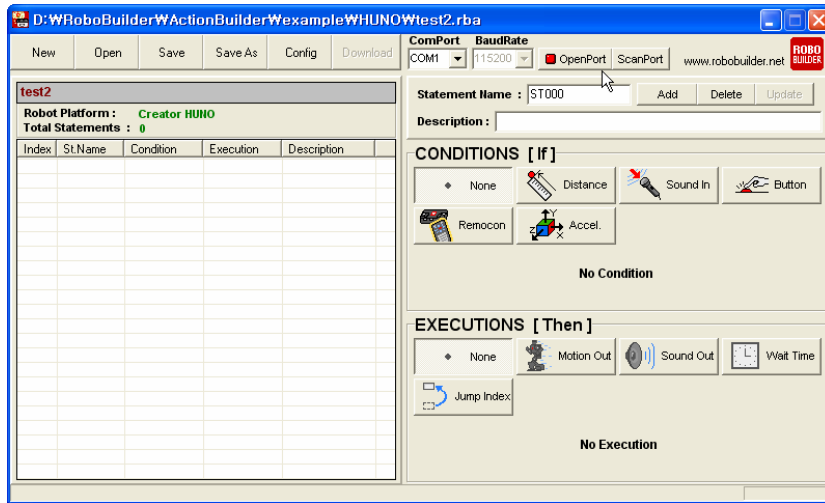 D:₩RoboBuilder₩ActionBuilder₩example₩HUNO₩test2.rba
New Open Save Save As Config Download
ComPort BaudRate
COM1 115200 OpenPort ScanPort www.robobuilder.net ROBO BUILDER
test2
Robot Platform : Creator HUNO
Total Statements : 0
Index St.Name Condition Execution Description
Statement Name : ST000 Add Delete Update
Description :
CONDITIONS [ If ]
None Distance Sound In Button
Remocon Y Z X Accel.
No Condition
EXECUTIONS [ Then ]
None Motion Out Sound Out Wait Time
Jump Index
No Execution